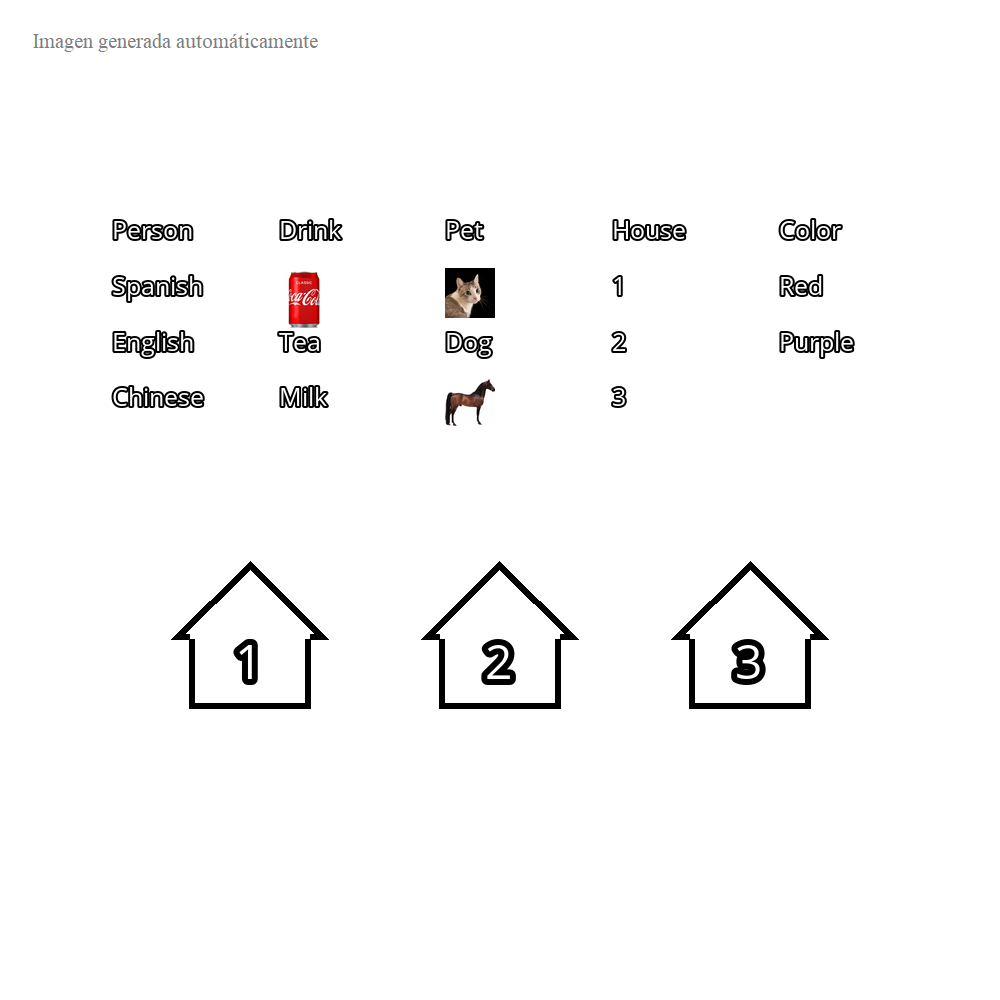 Imagen generada automáticamente
Person Drink Pet House Color
Spanish CLASSIC Coca Cola 1 Red
English Tea Dog 2 Purple
Chinese Milk 3
1 2 3